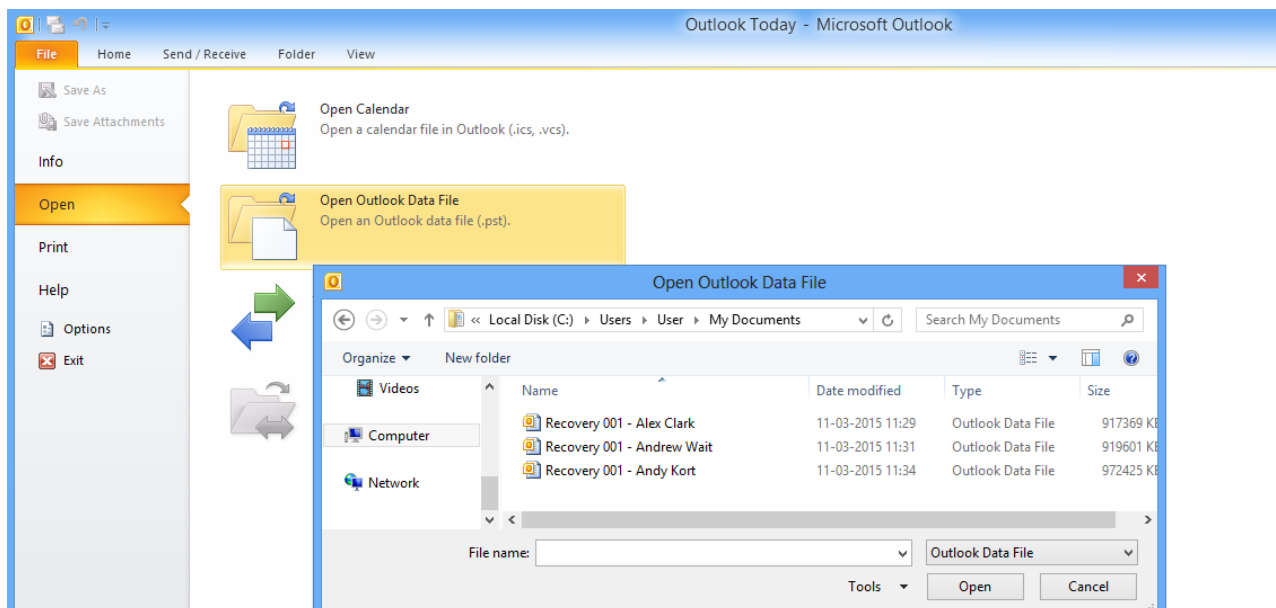 Outlook Today - Microsoft Outlook
File Home Send / Receive Folder View
Save As
Save Attachments
Info
Open
Print
Help
Options
Exit
Open Calendar
Open a calendar file in Outlook (.ics, .vcs).
Open Outlook Data File
Open an Outlook data file (.pst).
Open Outlook Data File
« Local Disk (C:) Users User My Documents Search My Documents
Organize New folder
Videos
Computer
Network
Name Date modified Type Size
Recovery 001 - Alex Clark 11-03-2015 11:29 Outlook Data File 917369 KB
Recovery 001 - Andrew Wait 11-03-2015 11:31 Outlook Data File 919601 KB
Recovery 001 - Andy Kort 11-03-2015 11:34 Outlook Data File 972425 KB
File name: Outlook Data File
Tools Open Cancel